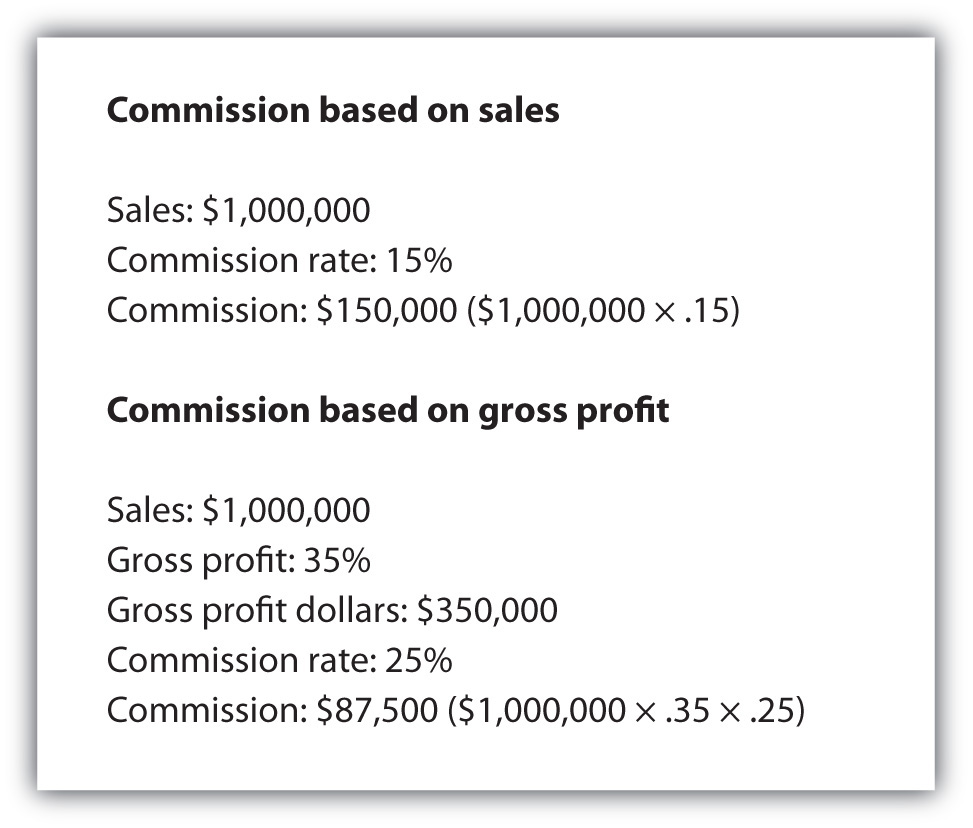 Commission based on sales
Sales: $1,000,000
Commission rate: 15%
Commission: $150,000 ($1,000,000 × .15)
Commission based on gross profit
Sales: $1,000,000
Gross profit: 35%
Gross profit dollars: $350,000
Commission rate: 25%
Commission: $87,500 ($1,000,000 × .35 × .25)